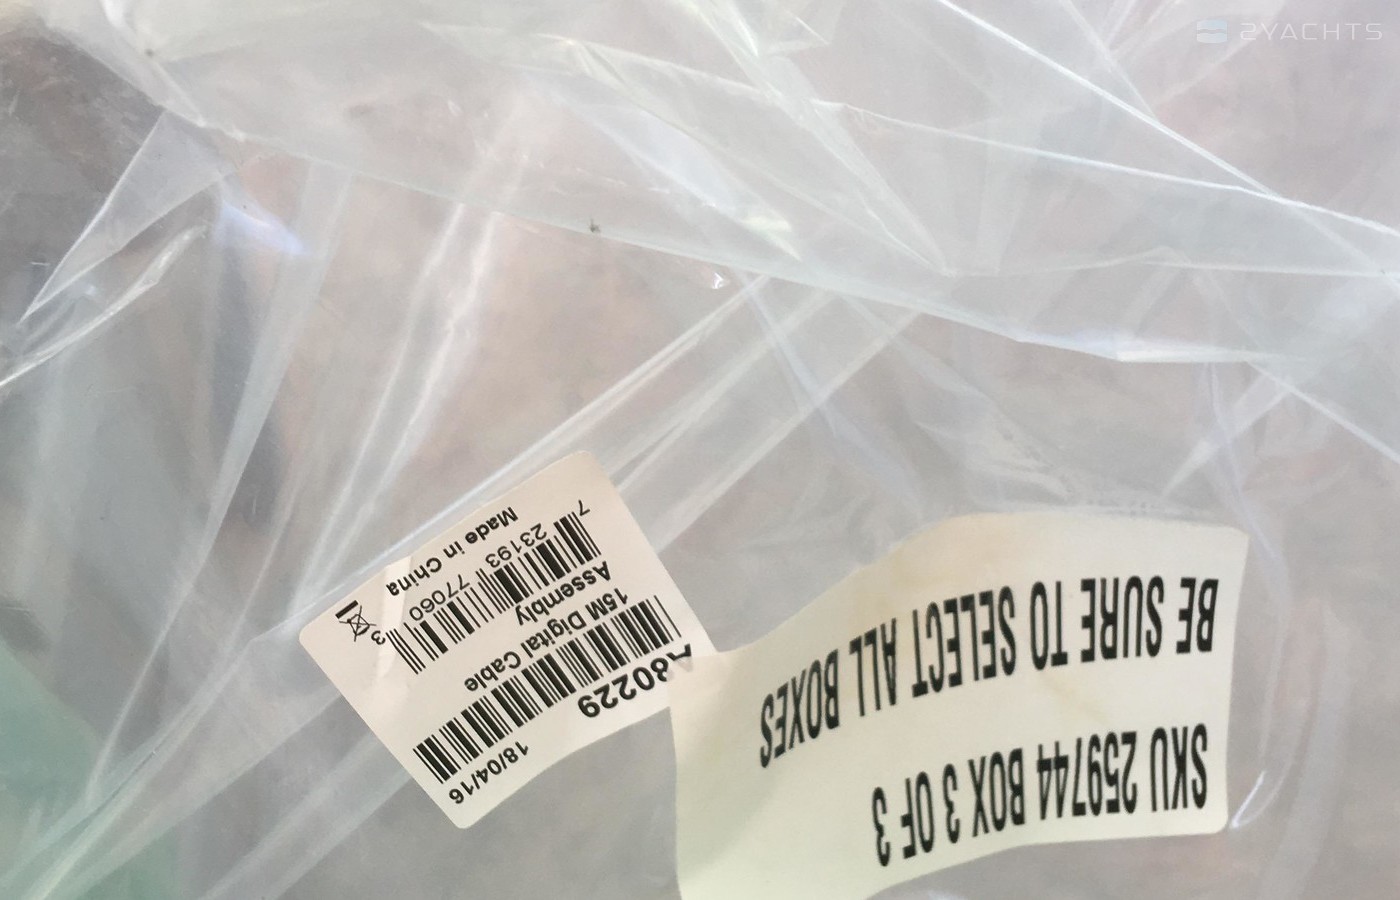 2YACHTS
SKU 259744 BOX 3 OF 3
BE SURE TO SELECT ALL BOXES
18/04/16
A80229
15M Digital Cable
Assembly
7 23193 77060 3
Made in China